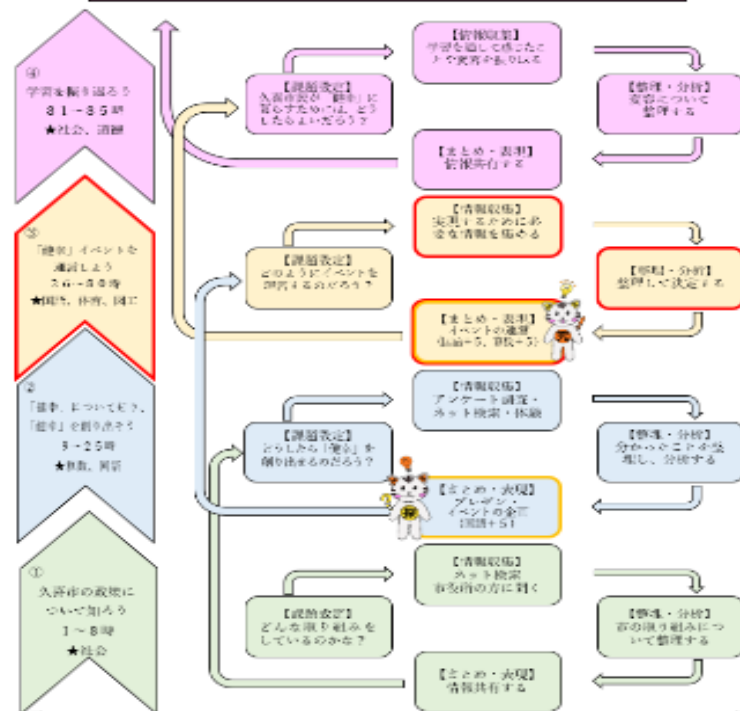 ④
学習を振り返ろう
81～85時
★社会、道徳
【課題設定】
久喜市民が「健幸」に
暮らすためには、どう
したらよいだろう？
【情報収集】
学習を通して感じたこ
とや変容を振り返る
【整理・分析】
変容について
整理する
【まとめ・表現】
情報共有する
③
「健幸」イベントを
運営しよう
26～80時
★国語、体育、図工
【課題設定】
どのようにイベントを
運営するのだろう？
【情報収集】
実現するために必
要な情報を集める
【整理・分析】
整理して決定する
【まとめ・表現】
イベントの運営
②
「健幸」について知り、
「健幸」を創り出そう
9～25時
★算数、国語
【課題設定】
どうしたら「健幸」を
創り出せるのだろう？
【情報収集】
アンケート調査・
ネット検索・体験
【整理・分析】
分かったことを整
理し、分析する
【まとめ・表現】
プレゼン・
イベントの企画
(国語+5)
①
久喜市の政策に
ついて知ろう
1～8時
★社会
【課題設定】
どんな取り組みを
しているのかな？
【情報収集】
ネット検索
市役所の方に聞く
【整理・分析】
市の取り組みにつ
いて整理する
【まとめ・表現】
情報共有する